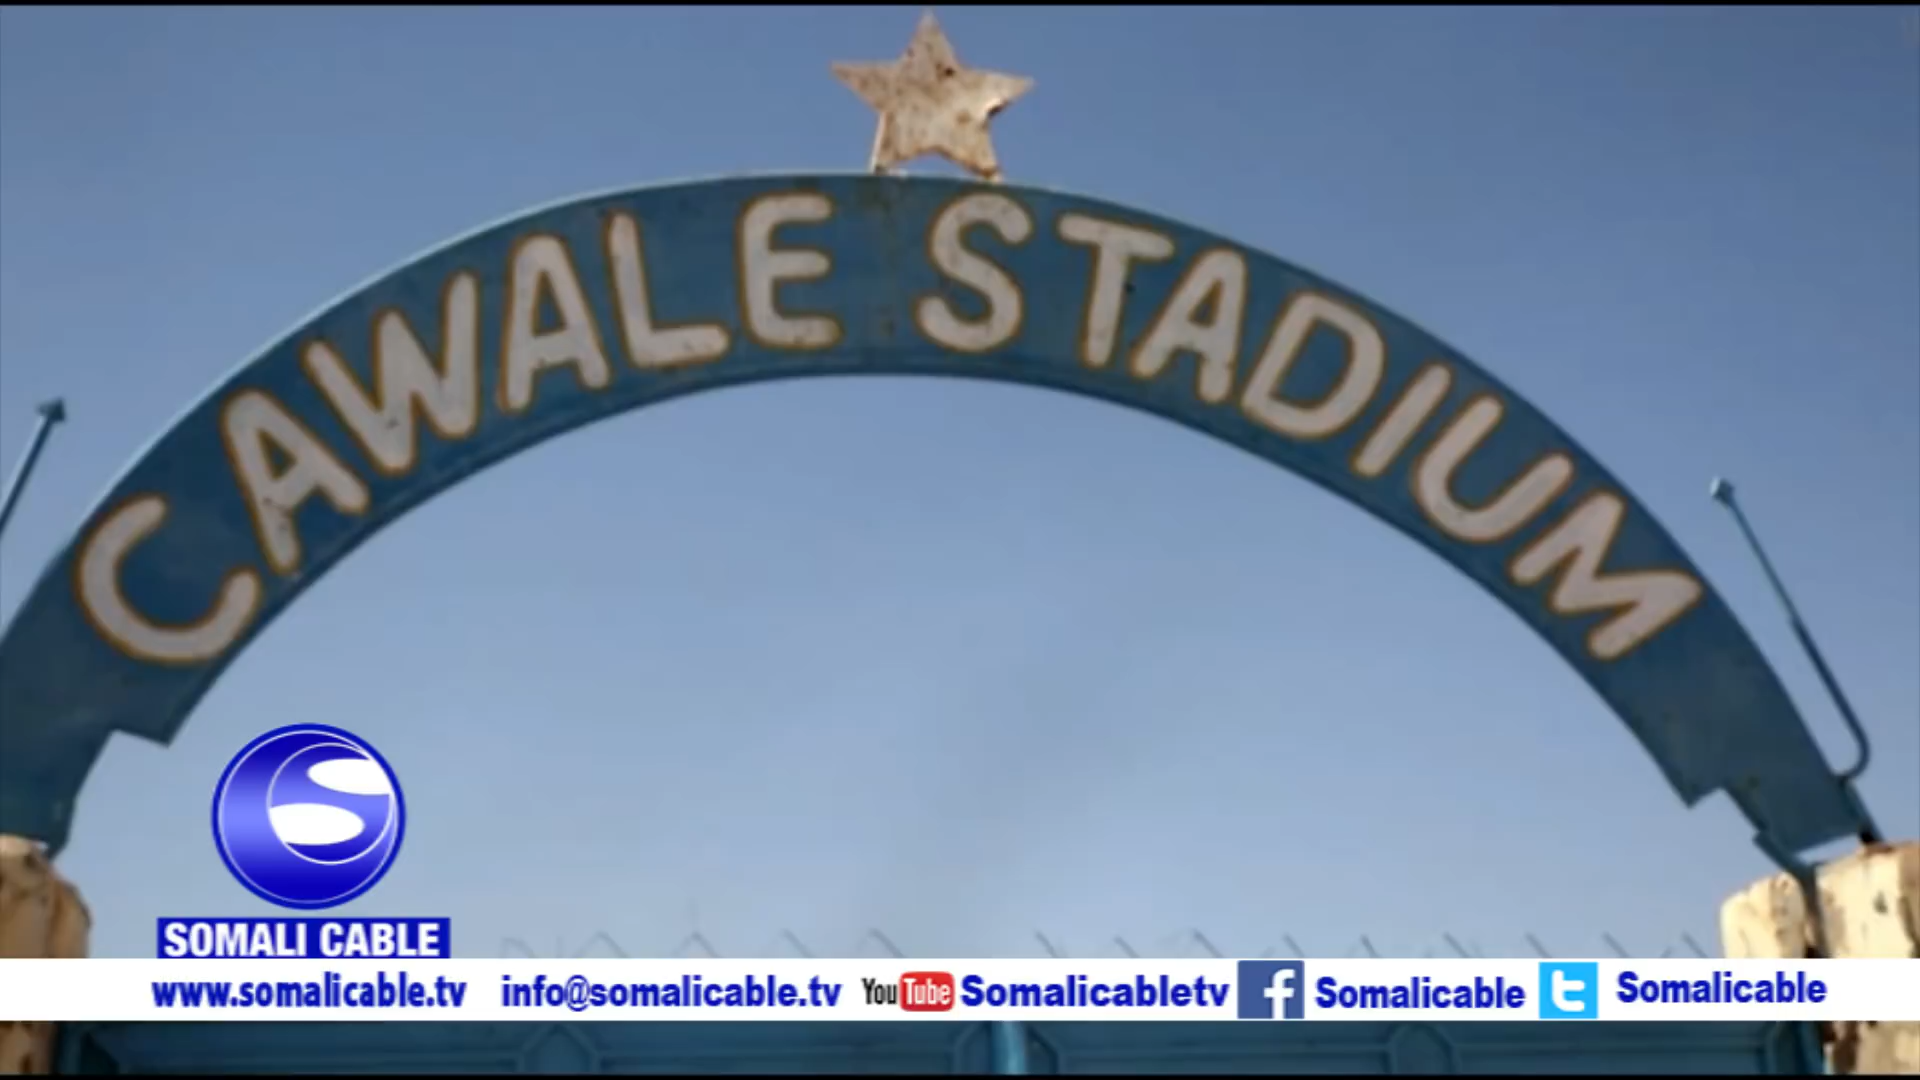 CAWALE STADIUM
SOMALI CABLE
www.somalicable.tv info@somalicable.tv YouTube Somalicabletv f Somalicable t Somalicable